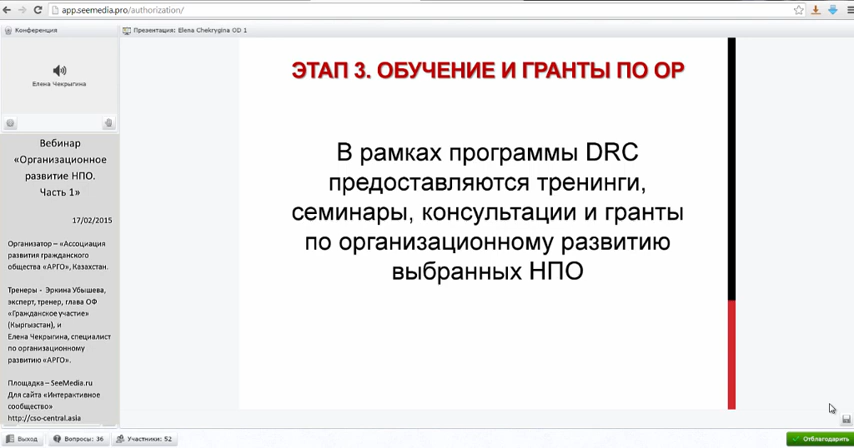 app.seemedia.pro/authorization/
Конференция
Презентация: Elena Chekrygina OD 1
Елена Чекрыгина
Вебинар
«Организационное
развитие НПО.
Часть 1»
17/02/2015
Организатор – «Ассоциация
развития гражданского
общества «АРГО», Казахстан.
Тренеры - Эркина Убышева,
эксперт, тренер, глава ОФ
«Гражданское участие»
(Кыргызстан), и
Елена Чекрыгина, специалист
по организационному
развитию «АРГО».
Площадка – SeeMedia.ru
Для сайта «Интерактивное
сообщество»
http://cso-central.asia
ЭТАП 3. ОБУЧЕНИЕ И ГРАНТЫ ПО ОР
В рамках программы DRC
предоставляются тренинги,
семинары, консультации и гранты
по организационному развитию
выбранных НПО
Выход
Вопросы: 36
Участники: 52
Отблагодарить